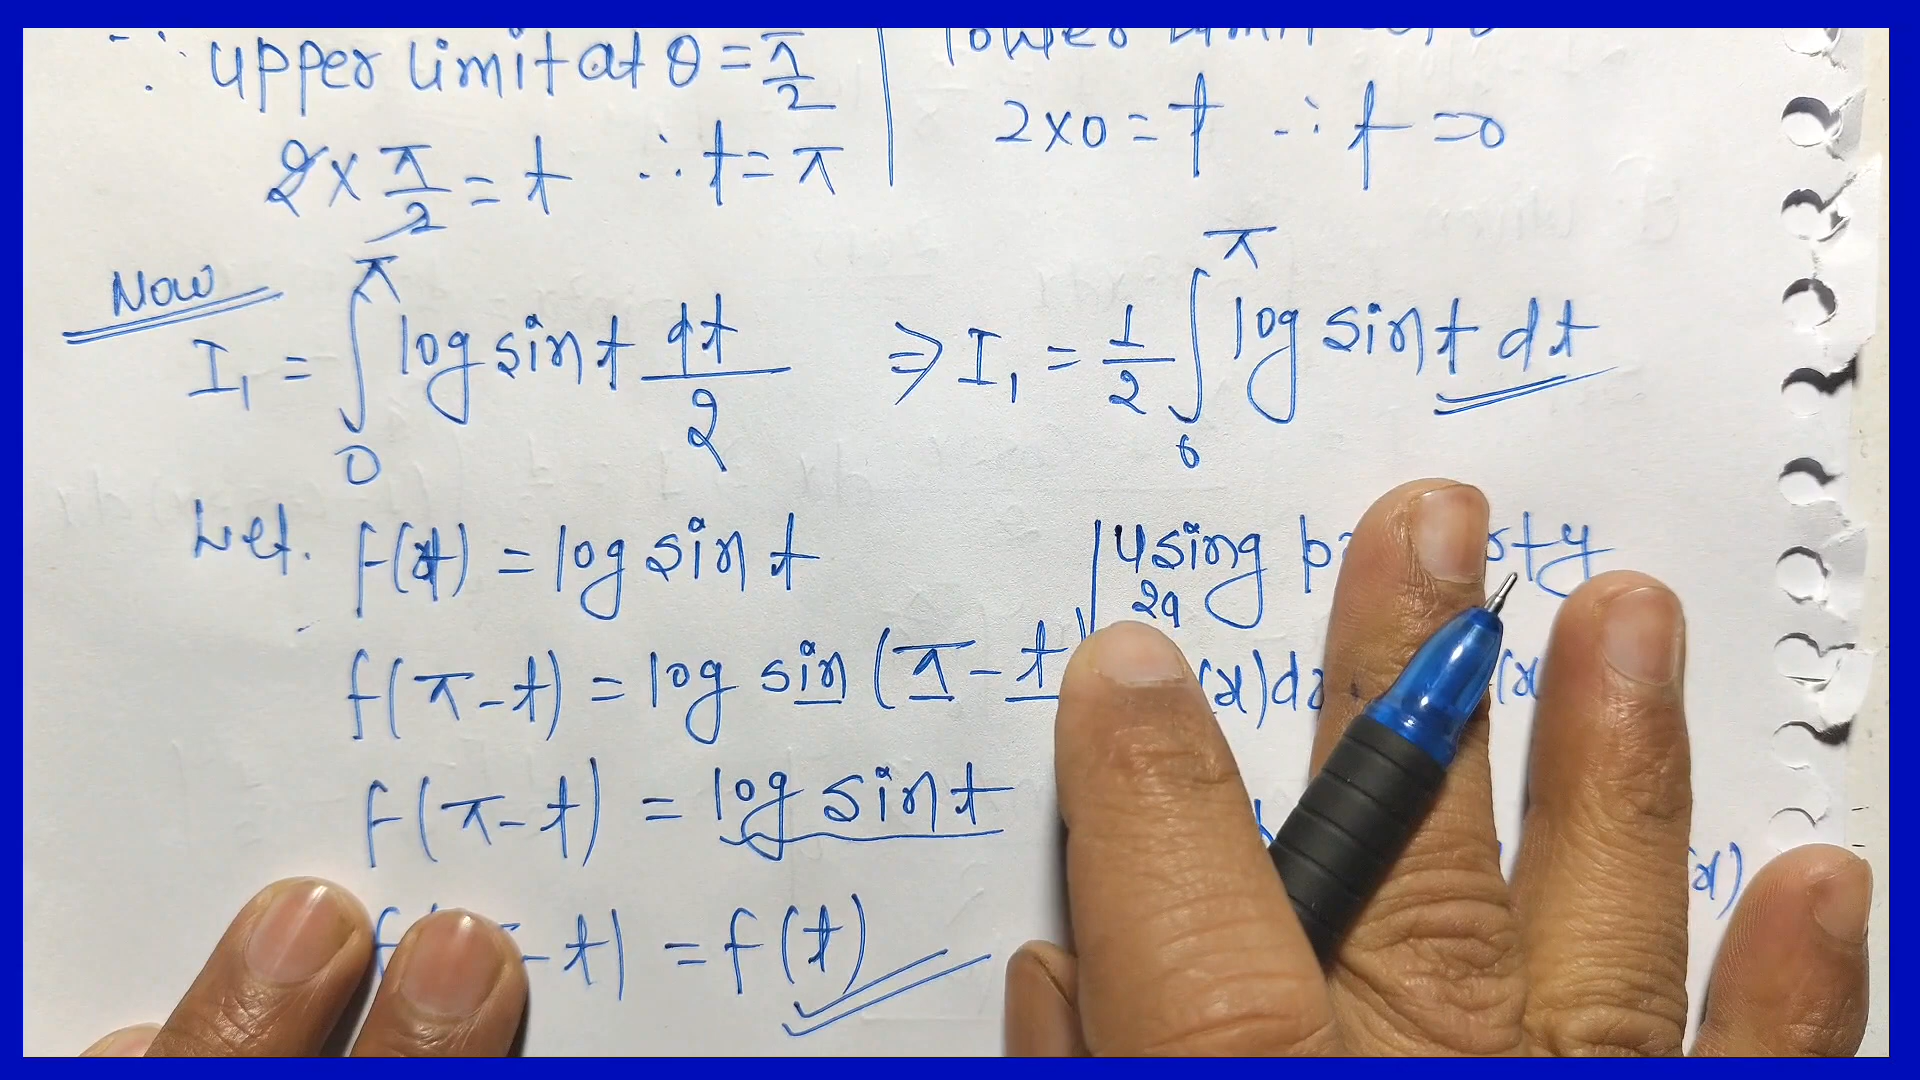 ∵ upper limit at θ = π/2
2 × π/2 = t ∴ t = π
2×0 = t ∴ t = 0
Now
I₁ = ∫₀^π log sin t dt/2 ⇒ I₁ = 1/2 ∫₀^π log sin t dt
Let. f(t) = log sin t
f(π - t) = log sin (π - t)
f(π - t) = log sin t
- t) = f(t)
Using
2a
(x)d
(x
x)